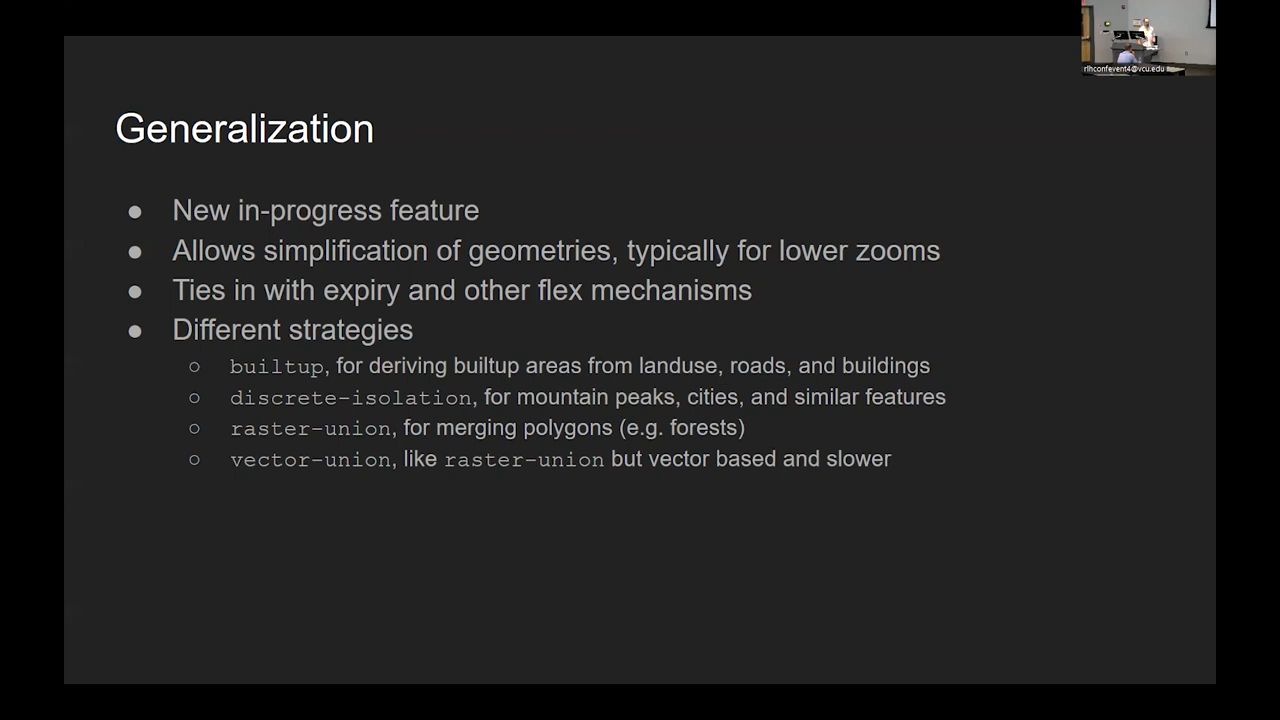 rlhconfevent4@vcu.edu
Generalization
● New in-progress feature
● Allows simplification of geometries, typically for lower zooms
● Ties in with expiry and other flex mechanisms
● Different strategies
○ builtup, for deriving builtup areas from landuse, roads, and buildings
○ discrete-isolation, for mountain peaks, cities, and similar features
○ raster-union, for merging polygons (e.g. forests)
○ vector-union, like raster-union but vector based and slower